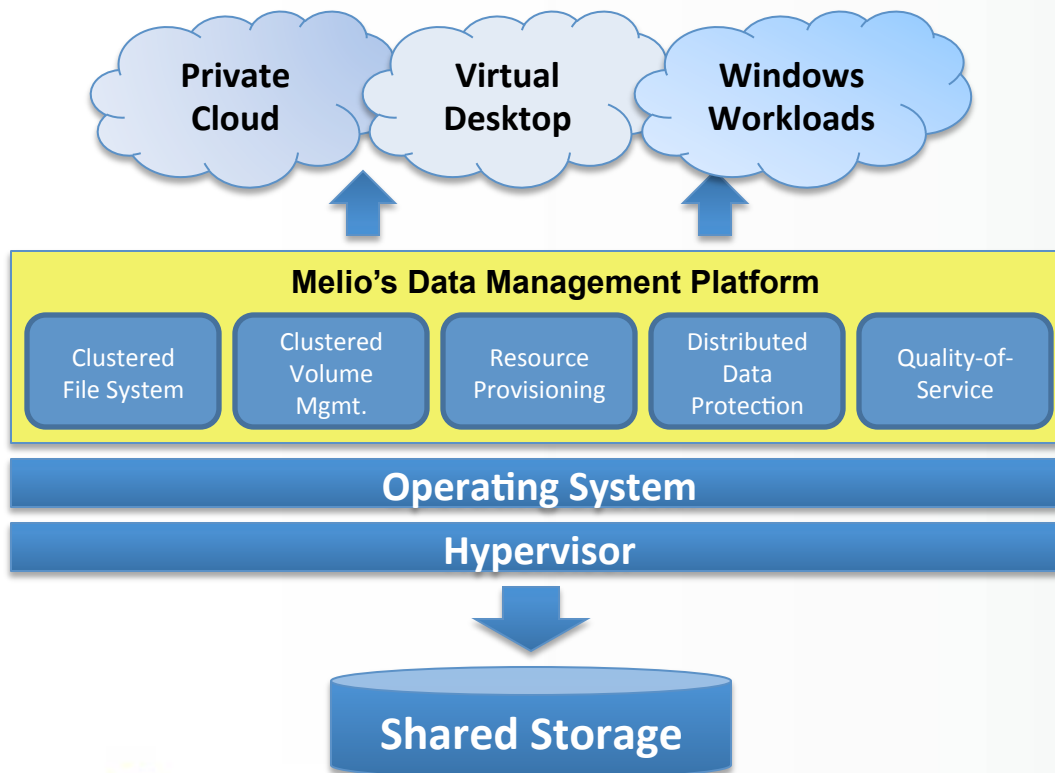 Private
Cloud
Virtual
Desktop
Windows
Workloads
Melio’s Data Management Platform
Clustered
File System
Clustered
Volume
Mgmt.
Resource
Provisioning
Distributed
Data
Protection
Quality-of-
Service
Operating System
Hypervisor
Shared Storage